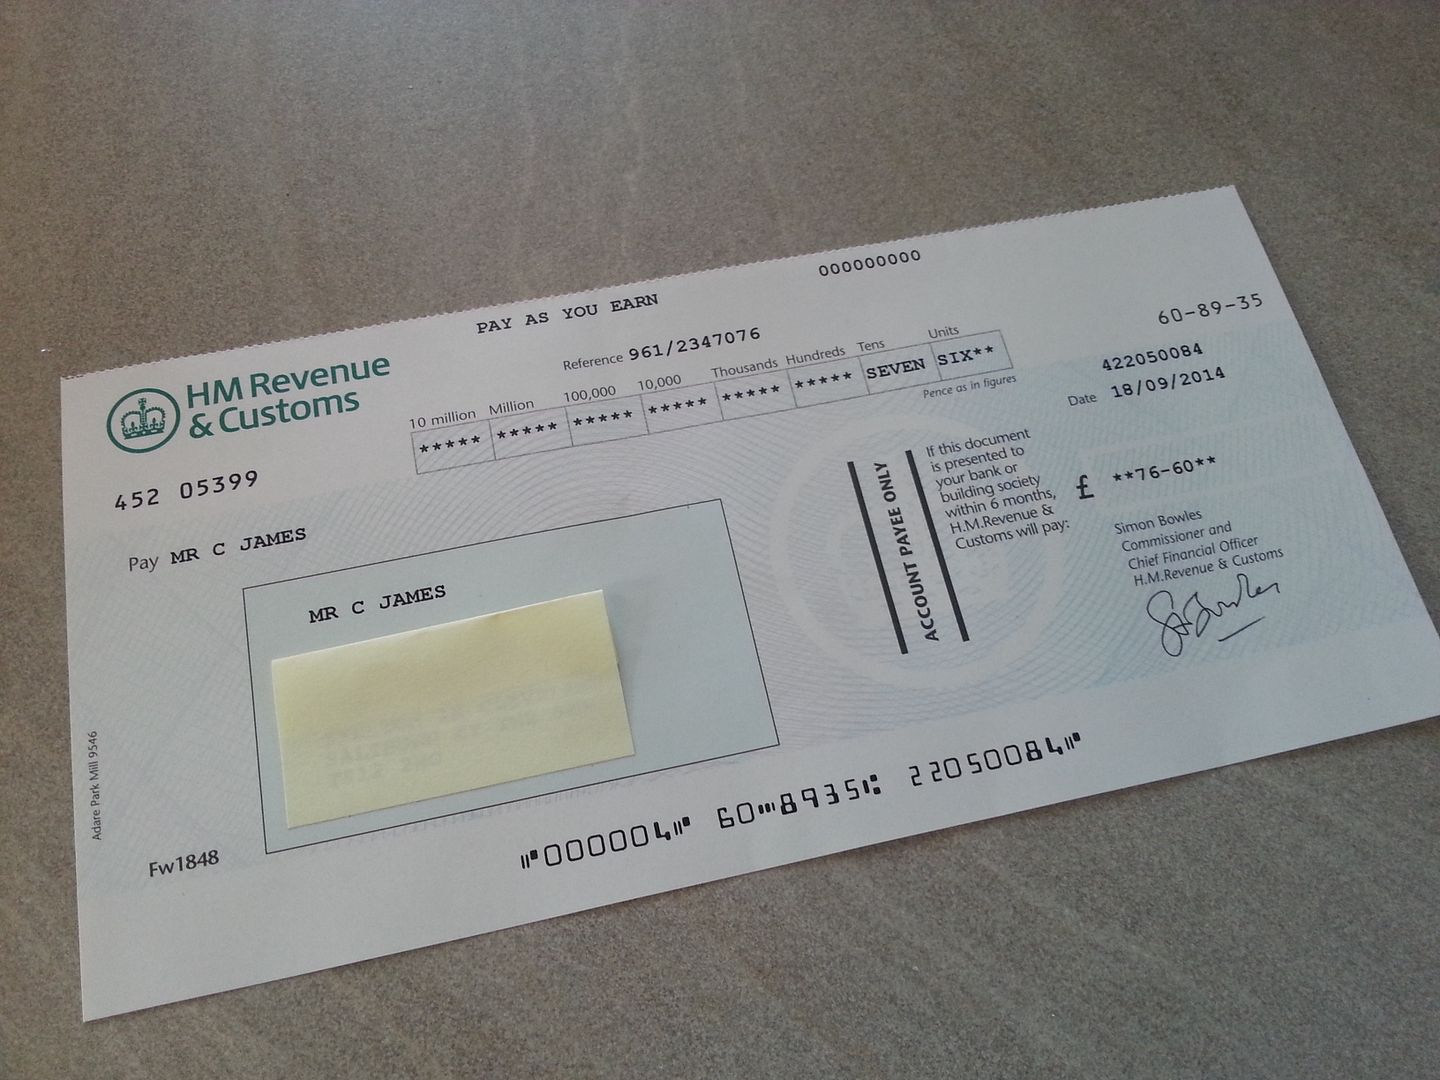 PAY AS YOU EARN
000000000
HM Revenue
& Customs
Reference 961/2347076
60-89-35
10 million Million 100,000 10,000 Thousands Hundreds Tens Units
***** ***** ***** ***** ***** ***** SEVEN SIX**
Pence as in figures
422050084
Date 18/09/2014
452 05399
Pay MR C JAMES
MR C JAMES
ACCOUNT PAYEE ONLY
If this document
is presented to
your bank or
building society
within 6 months,
H.M.Revenue &
Customs will pay:
£ **76-60**
Simon Bowles
Commissioner and
Chief Financial Officer
H.M.Revenue & Customs
S Bowles
Adare Park Mill 9546
Fw1848
⑈000004⑈ 60⑉8935⑆ 22050084⑈